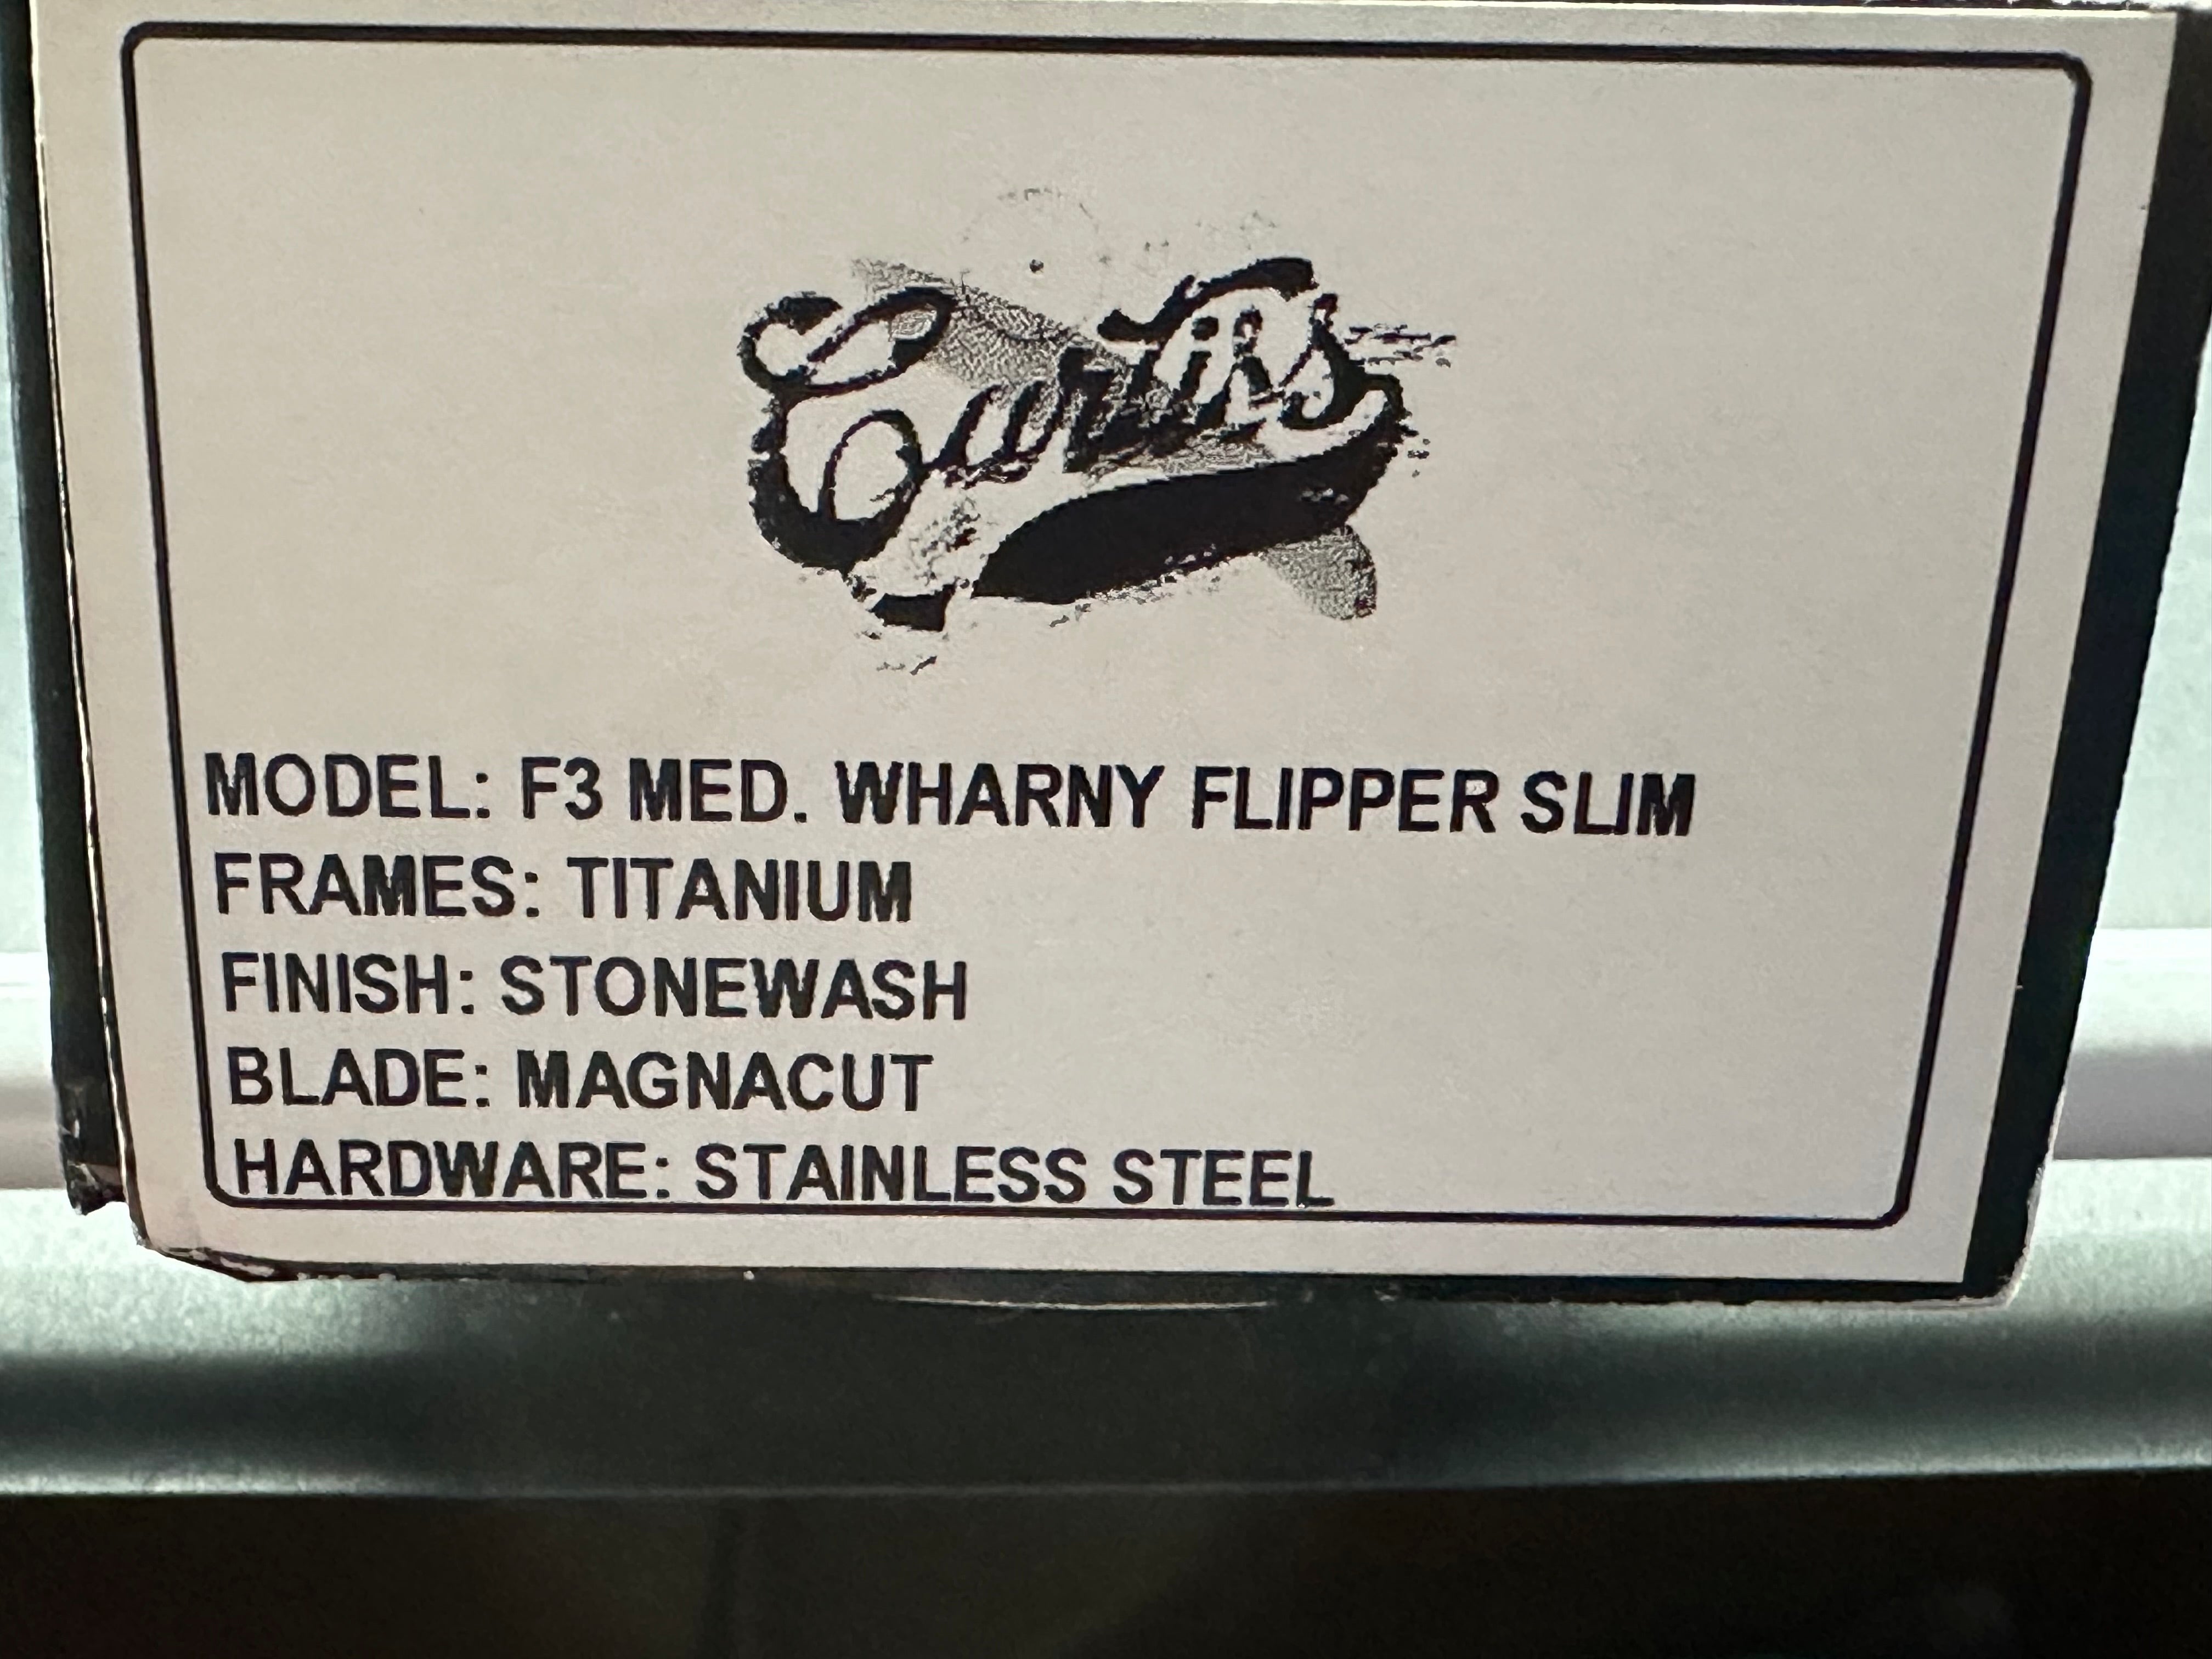 Curtiss
MODEL: F3 MED. WHARNY FLIPPER SLIM
FRAMES: TITANIUM
FINISH: STONEWASH
BLADE: MAGNACUT
HARDWARE: STAINLESS STEEL